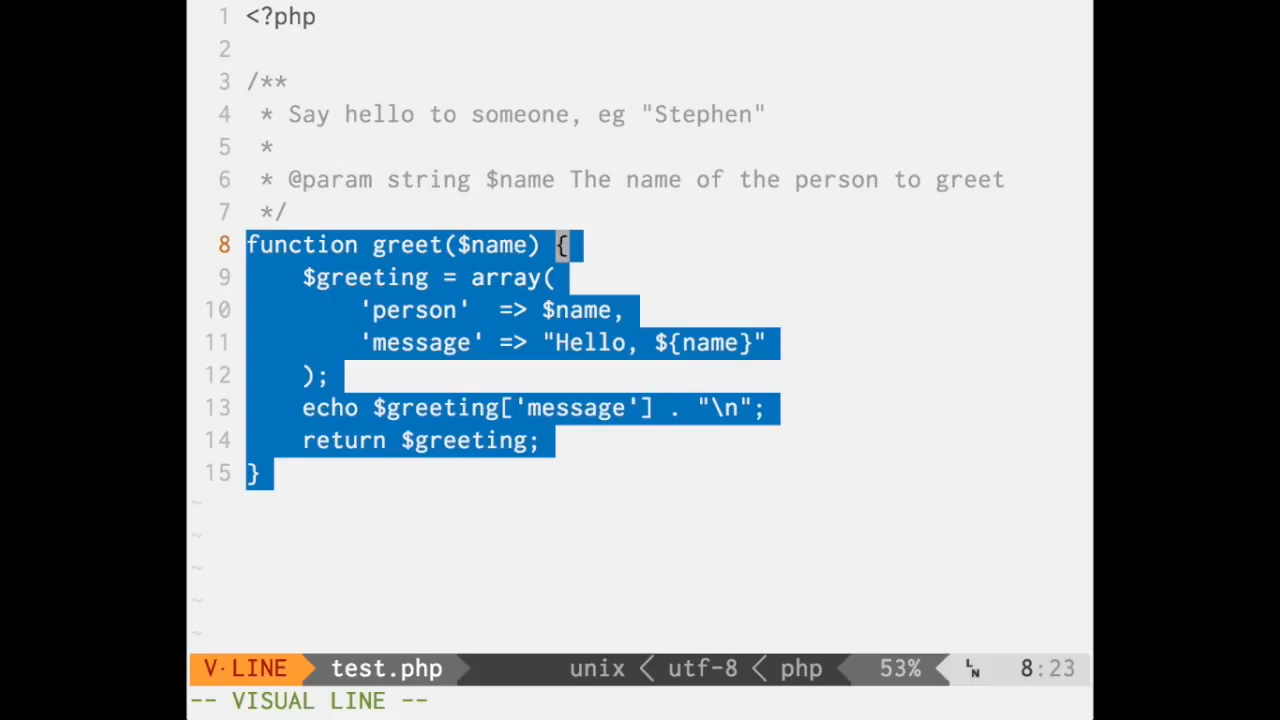 1 <?php
2
3 /**
4  * Say hello to someone, eg "Stephen"
5  *
6  * @param string $name The name of the person to greet
7  */
8 function greet($name) {
9     $greeting = array(
10         'person'  => $name,
11         'message' => "Hello, ${name}"
12     );
13     echo $greeting['message'] . "\n";
14     return $greeting;
15 }
~
~
~
~
~
V·LINE test.php unix utf-8 php 53% LN 8:23
-- VISUAL LINE --